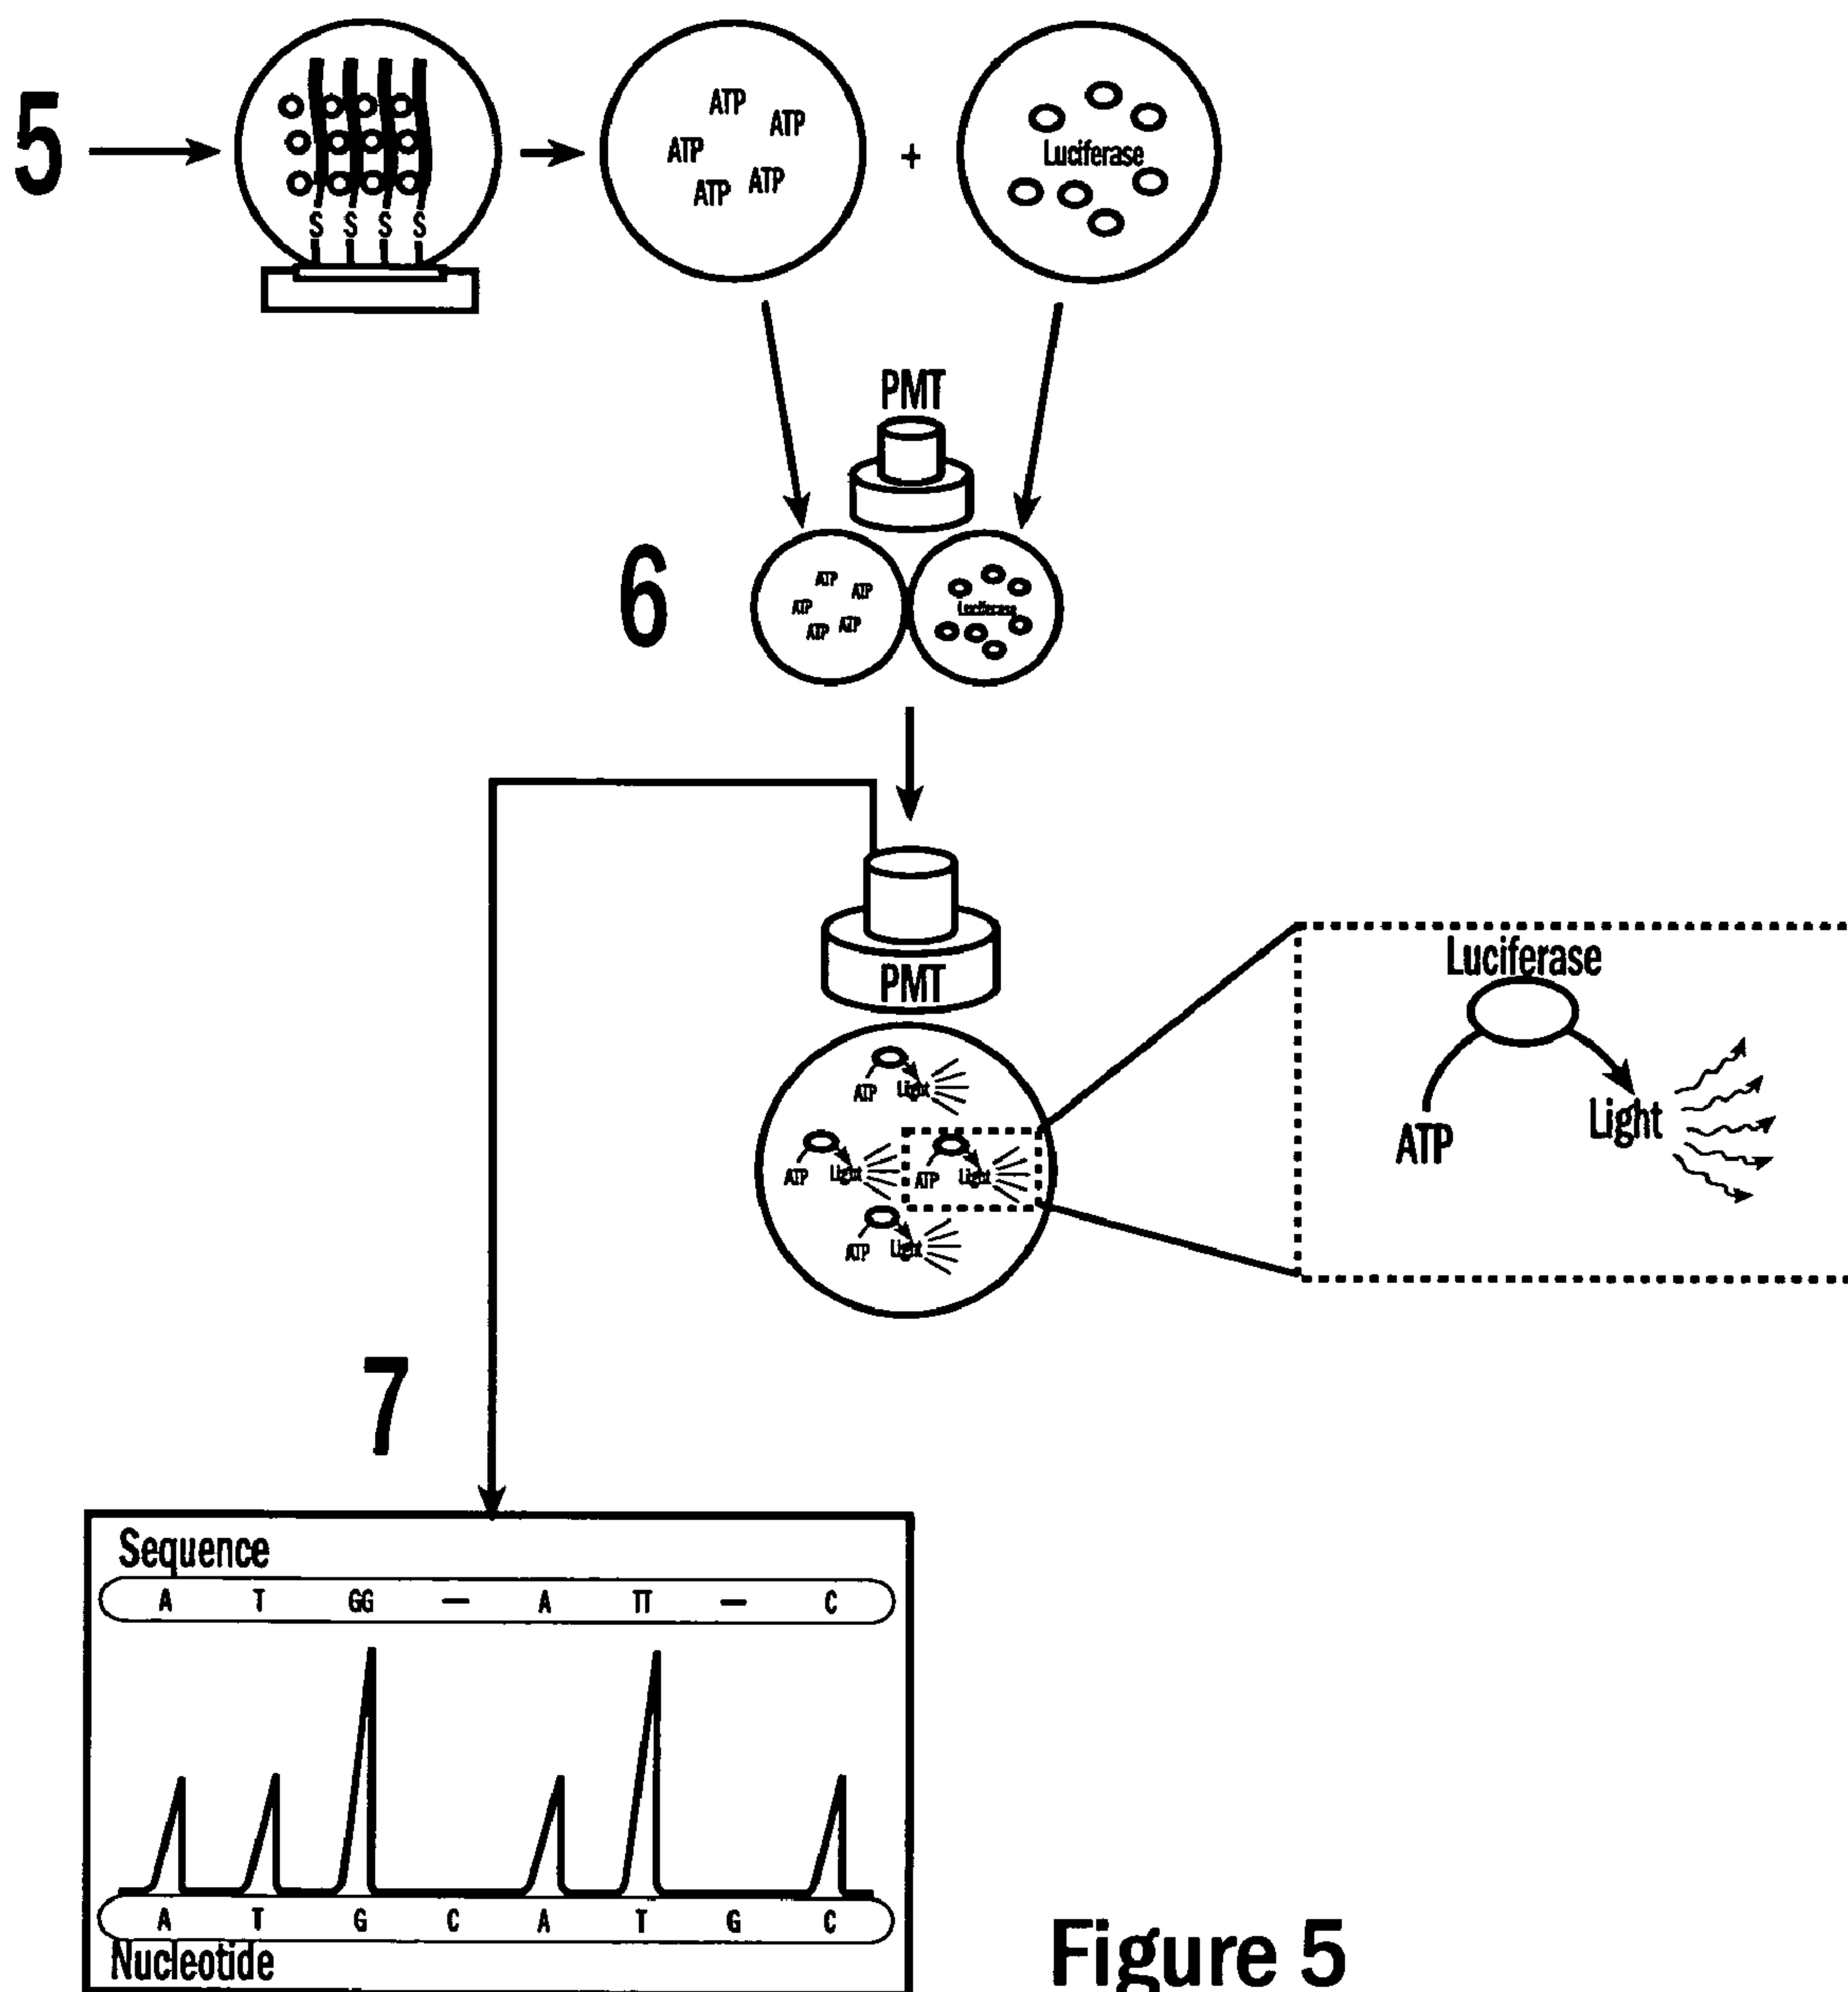 5
ATP
ATP
ATP
ATP
ATP
+
Luciferase
S S S S
PMT
6
ATP
ATP
ATP
ATP
ATP
Luciferase
PMT
ATP Light
ATP Light
ATP Light
ATP Light
Luciferase
ATP
Light
7
Sequence
A T GG — A TT — C
A T G C A T G C
Nucleotide
Figure 5